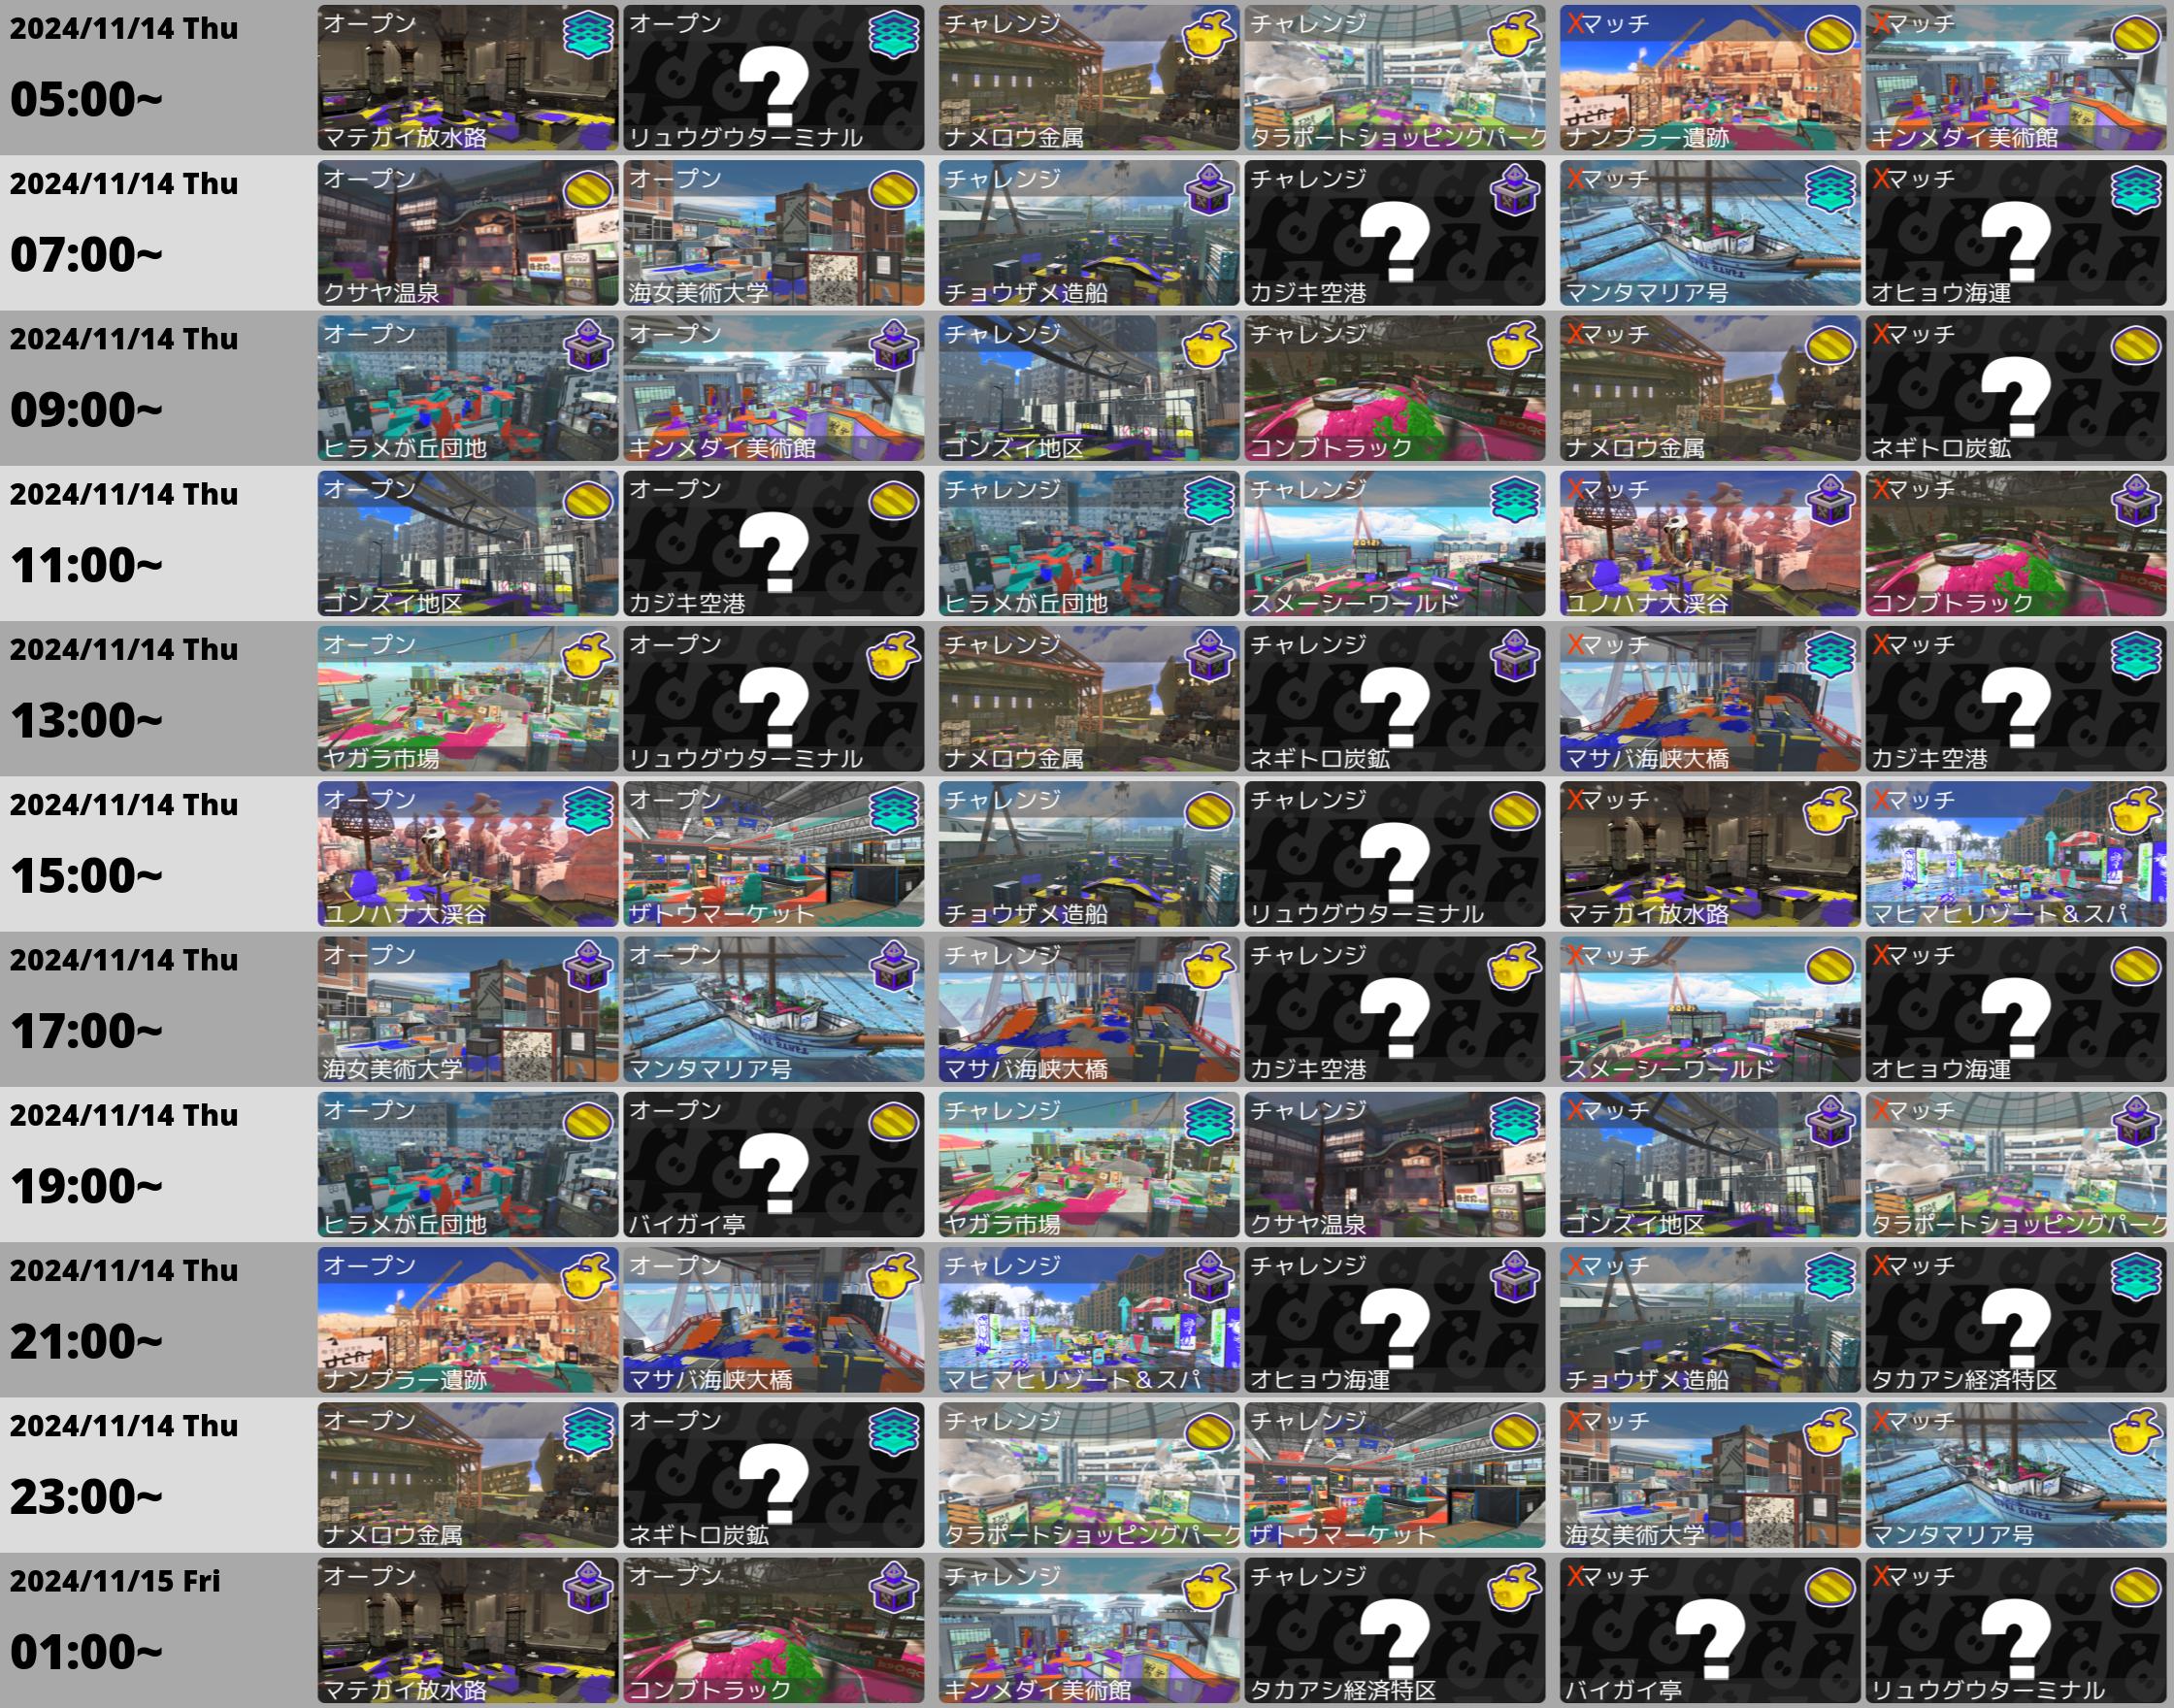 2024/11/14 Thu
05:00~
オープン
マテガイ放水路
オープン
リュウグウターミナル
チャレンジ
ナメロウ金属
チャレンジ
タラポートショッピングパーク
Xマッチ
ナンプラー遺跡
Xマッチ
キンメダイ美術館
2024/11/14 Thu
07:00~
オープン
クサヤ温泉
オープン
海女美術大学
チャレンジ
チョウザメ造船
チャレンジ
カジキ空港
Xマッチ
マンタマリア号
Xマッチ
オヒョウ海運
2024/11/14 Thu
09:00~
オープン
ヒラメが丘団地
オープン
キンメダイ美術館
チャレンジ
ゴンズイ地区
チャレンジ
コンブトラック
Xマッチ
ナメロウ金属
Xマッチ
ネギトロ炭鉱
2024/11/14 Thu
11:00~
オープン
ゴンズイ地区
オープン
カジキ空港
チャレンジ
ヒラメが丘団地
チャレンジ
スメーシーワールド
Xマッチ
ユノハナ大渓谷
Xマッチ
コンブトラック
2024/11/14 Thu
13:00~
オープン
ヤガラ市場
オープン
リュウグウターミナル
チャレンジ
ナメロウ金属
チャレンジ
ネギトロ炭鉱
Xマッチ
マサバ海峡大橋
Xマッチ
カジキ空港
2024/11/14 Thu
15:00~
オープン
ユノハナ大渓谷
オープン
ザトウマーケット
チャレンジ
チョウザメ造船
チャレンジ
リュウグウターミナル
Xマッチ
マテガイ放水路
Xマッチ
マヒマヒリゾート＆スパ
2024/11/14 Thu
17:00~
オープン
海女美術大学
オープン
マンタマリア号
チャレンジ
マサバ海峡大橋
チャレンジ
カジキ空港
Xマッチ
スメーシーワールド
Xマッチ
オヒョウ海運
2024/11/14 Thu
19:00~
オープン
ヒラメが丘団地
オープン
バイガイ亭
チャレンジ
ヤガラ市場
チャレンジ
クサヤ温泉
Xマッチ
ゴンズイ地区
Xマッチ
タラポートショッピングパーク
2024/11/14 Thu
21:00~
オープン
ナンプラー遺跡
オープン
マサバ海峡大橋
チャレンジ
マヒマヒリゾート＆スパ
チャレンジ
オヒョウ海運
Xマッチ
チョウザメ造船
Xマッチ
タカアシ経済特区
2024/11/14 Thu
23:00~
オープン
ナメロウ金属
オープン
ネギトロ炭鉱
チャレンジ
タラポートショッピングパーク
チャレンジ
ザトウマーケット
Xマッチ
海女美術大学
Xマッチ
マンタマリア号
2024/11/15 Fri
01:00~
オープン
マテガイ放水路
オープン
コンブトラック
チャレンジ
キンメダイ美術館
チャレンジ
タカアシ経済特区
Xマッチ
バイガイ亭
Xマッチ
リュウグウターミナル